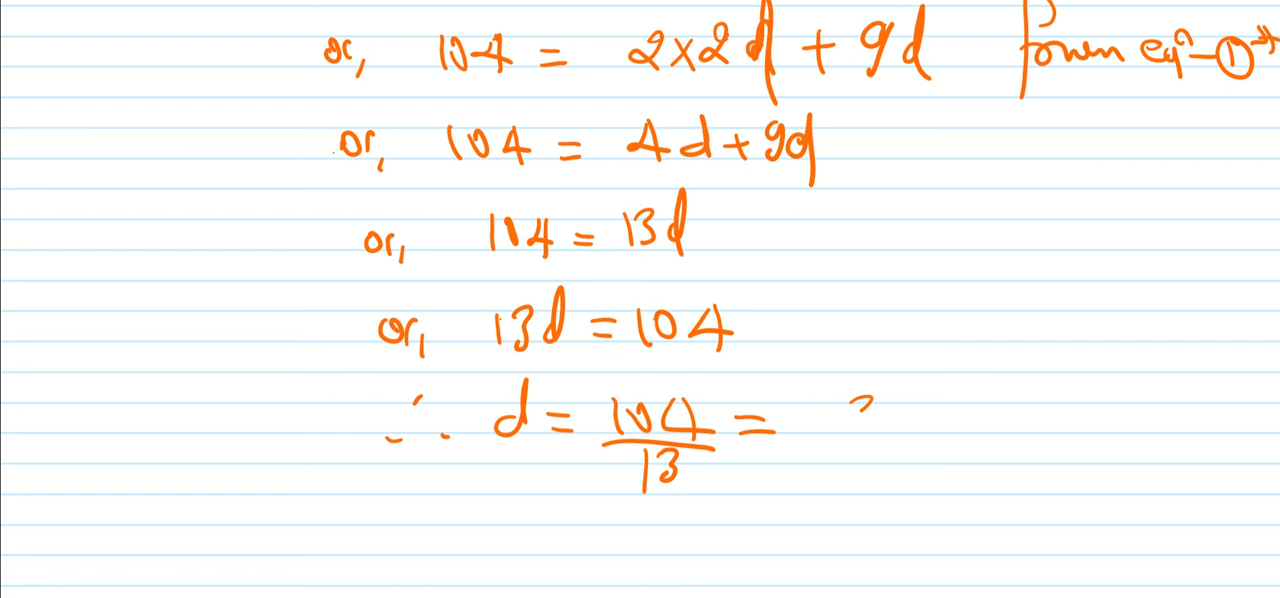 or, 104 = 2×2d + 9d from eqn-①
or, 104 = 4d+9d
or, 104 = 13d
or, 13d = 104
∴ d = 104/13 =